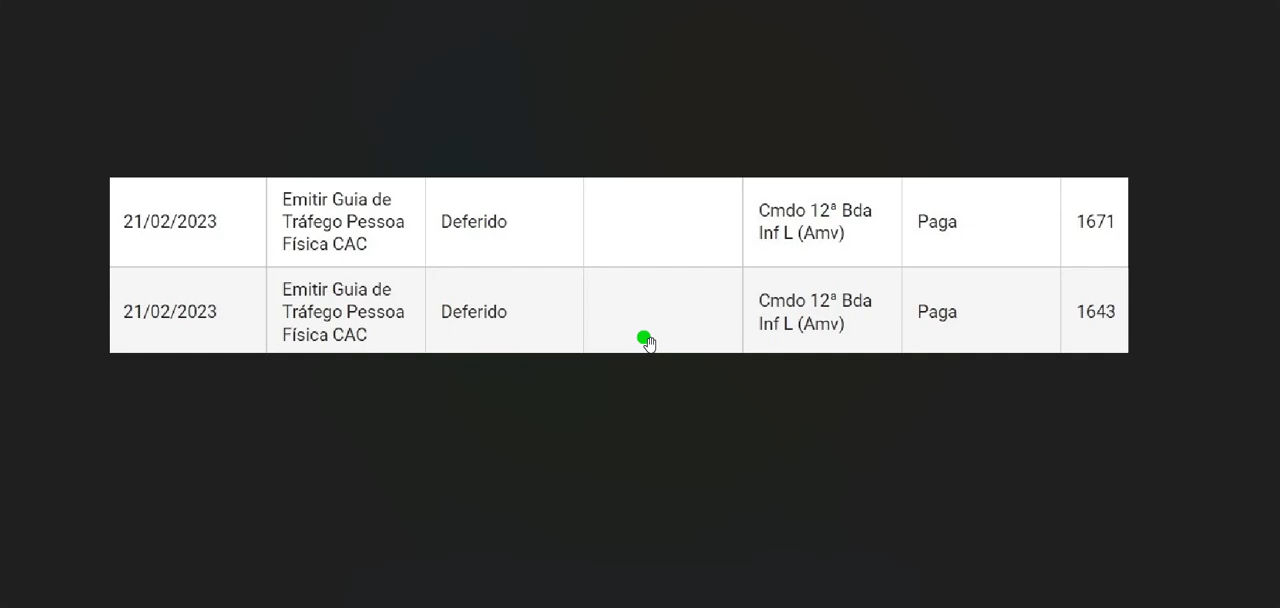 21/02/2023
Emitir Guia de
Tráfego Pessoa
Física CAC
Deferido
Cmdo 12ª Bda
Inf L (Amv)
Paga
1671
21/02/2023
Emitir Guia de
Tráfego Pessoa
Física CAC
Deferido
Cmdo 12ª Bda
Inf L (Amv)
Paga
1643